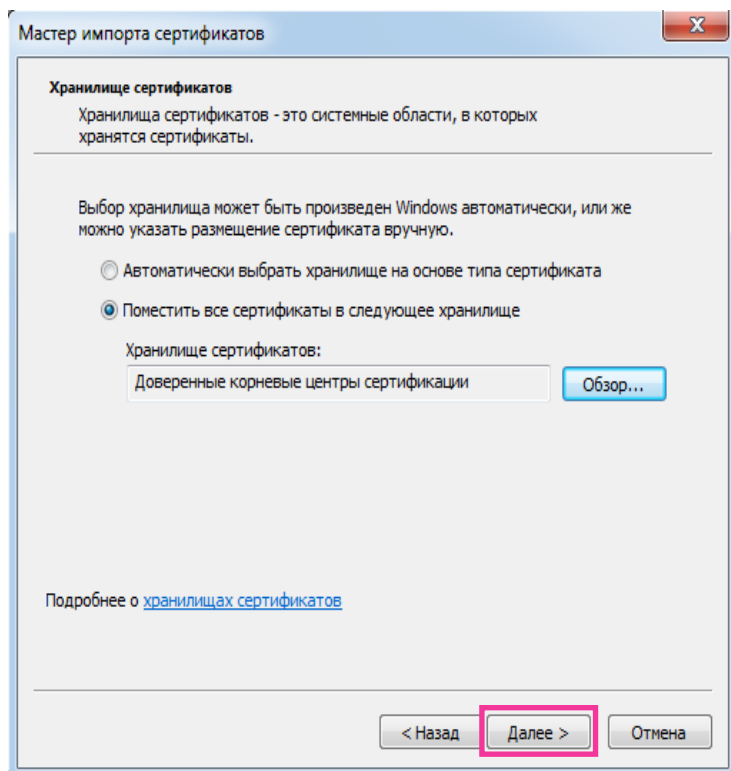 Мастер импорта сертификатов
Хранилище сертификатов
Хранилища сертификатов - это системные области, в которых
хранятся сертификаты.
Выбор хранилища может быть произведен Windows автоматически, или же
можно указать размещение сертификата вручную.
Автоматически выбрать хранилище на основе типа сертификата
Поместить все сертификаты в следующее хранилище
Хранилище сертификатов:
Доверенные корневые центры сертификации
Обзор...
Подробнее о хранилищах сертификатов
< Назад
Далее >
Отмена